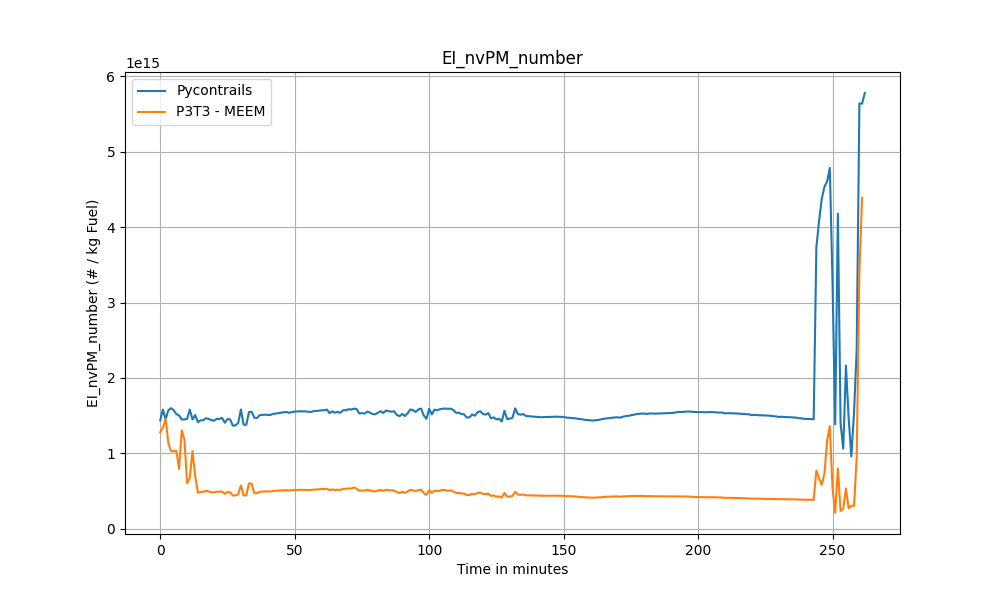 EI_nvPM_number
1e15
Pycontrails
P3T3 - MEEM
6
5
4
3
2
1
0
EI_nvPM_number (# / kg Fuel)
0 50 100 150 200 250
Time in minutes